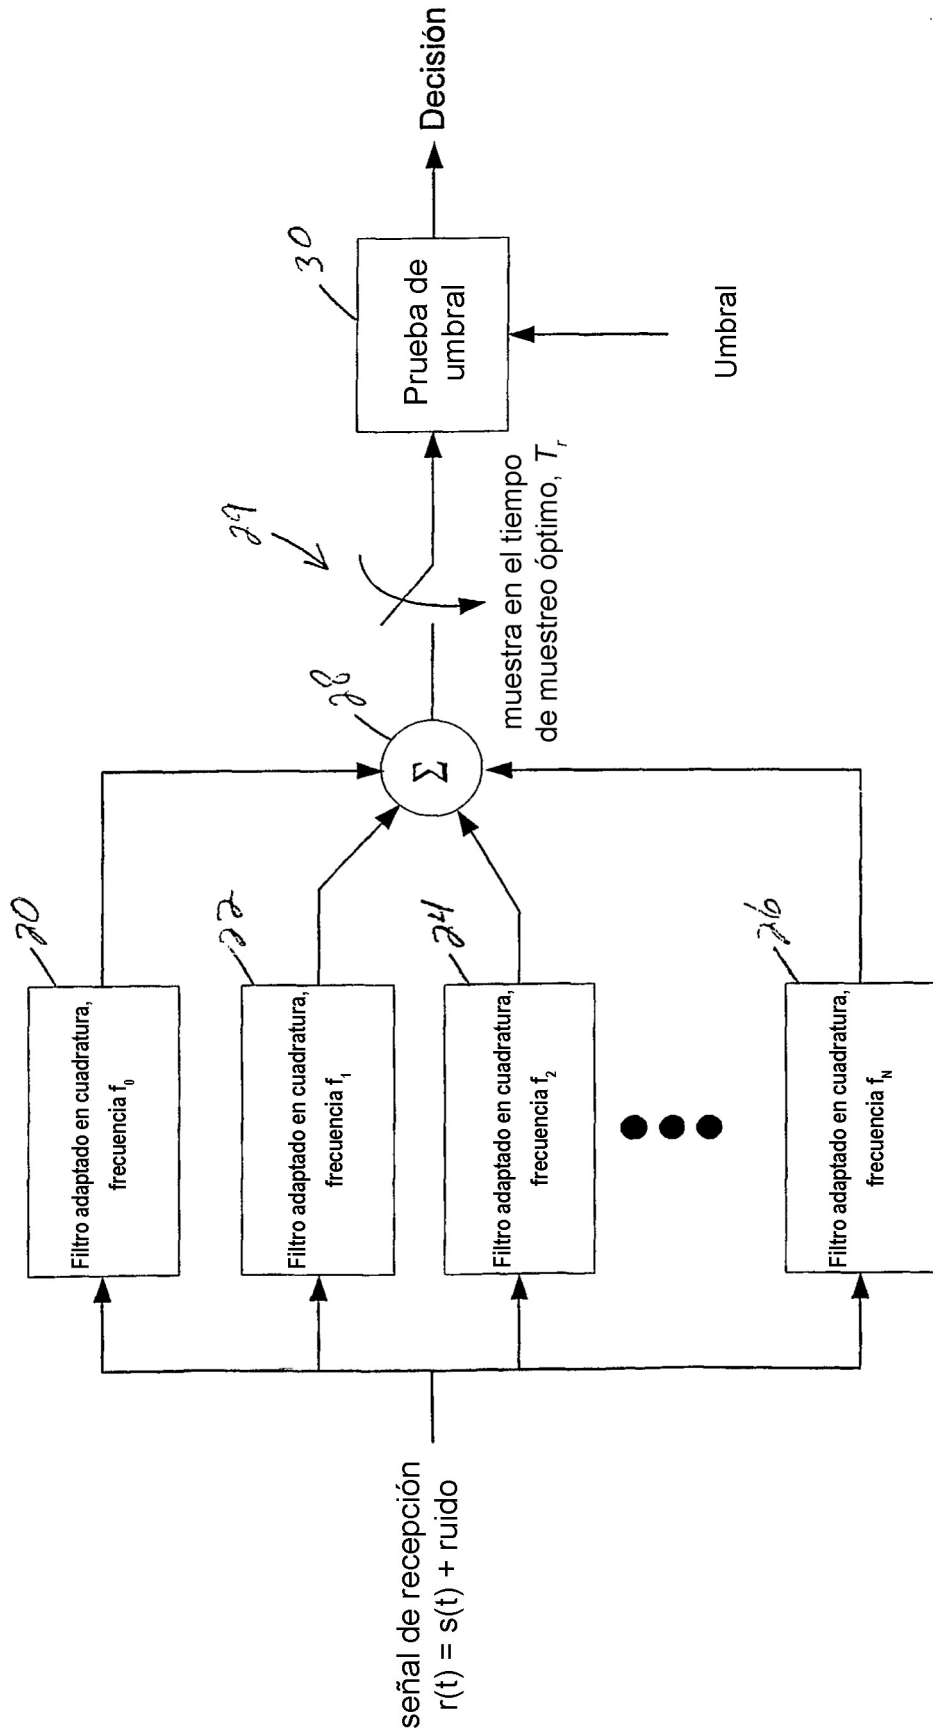 señal de recepción
r(t) = s(t) + ruido
20
Filtro adaptado en cuadratura,
frecuencia f₀
22
Filtro adaptado en cuadratura,
frecuencia f₁
24
Filtro adaptado en cuadratura,
frecuencia f₂
26
Filtro adaptado en cuadratura,
frecuencia f_N
28
Σ
29
muestra en el tiempo
de muestreo óptimo, T_r
30
Prueba de
umbral
Umbral
Decisión